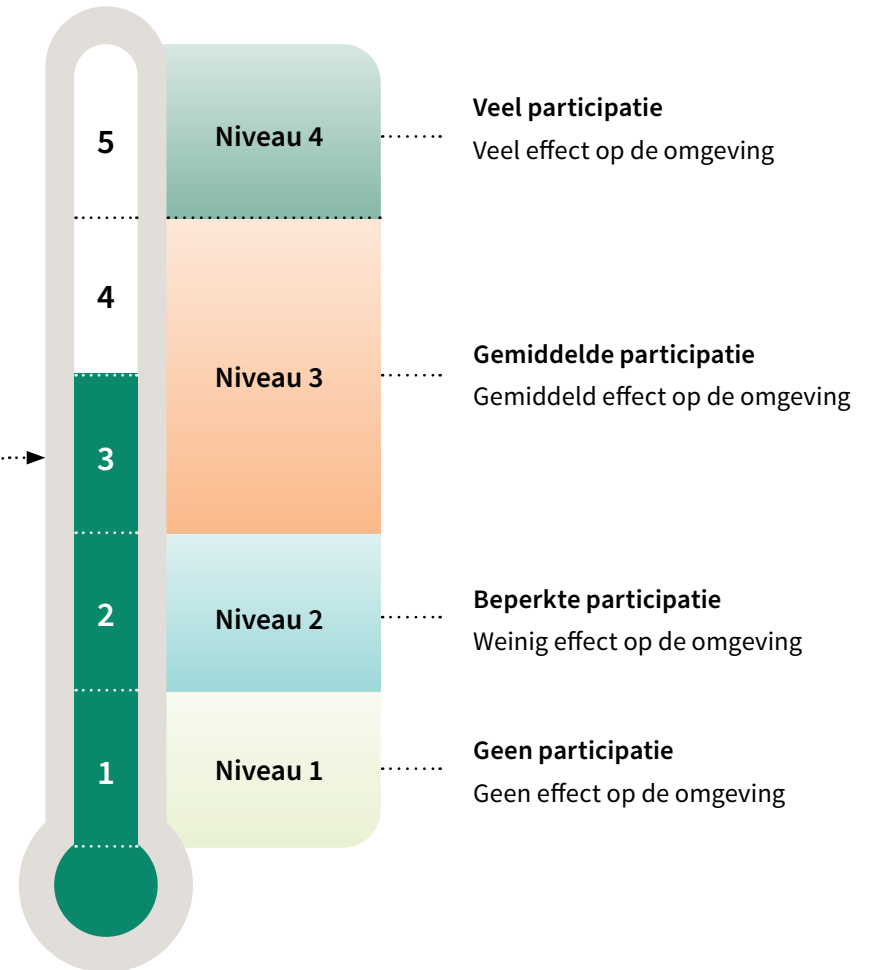 5
Niveau 4
Veel participatie
Veel effect op de omgeving
4
Niveau 3
Gemiddelde participatie
Gemiddeld effect op de omgeving
3
2
Niveau 2
Beperkte participatie
Weinig effect op de omgeving
1
Niveau 1
Geen participatie
Geen effect op de omgeving